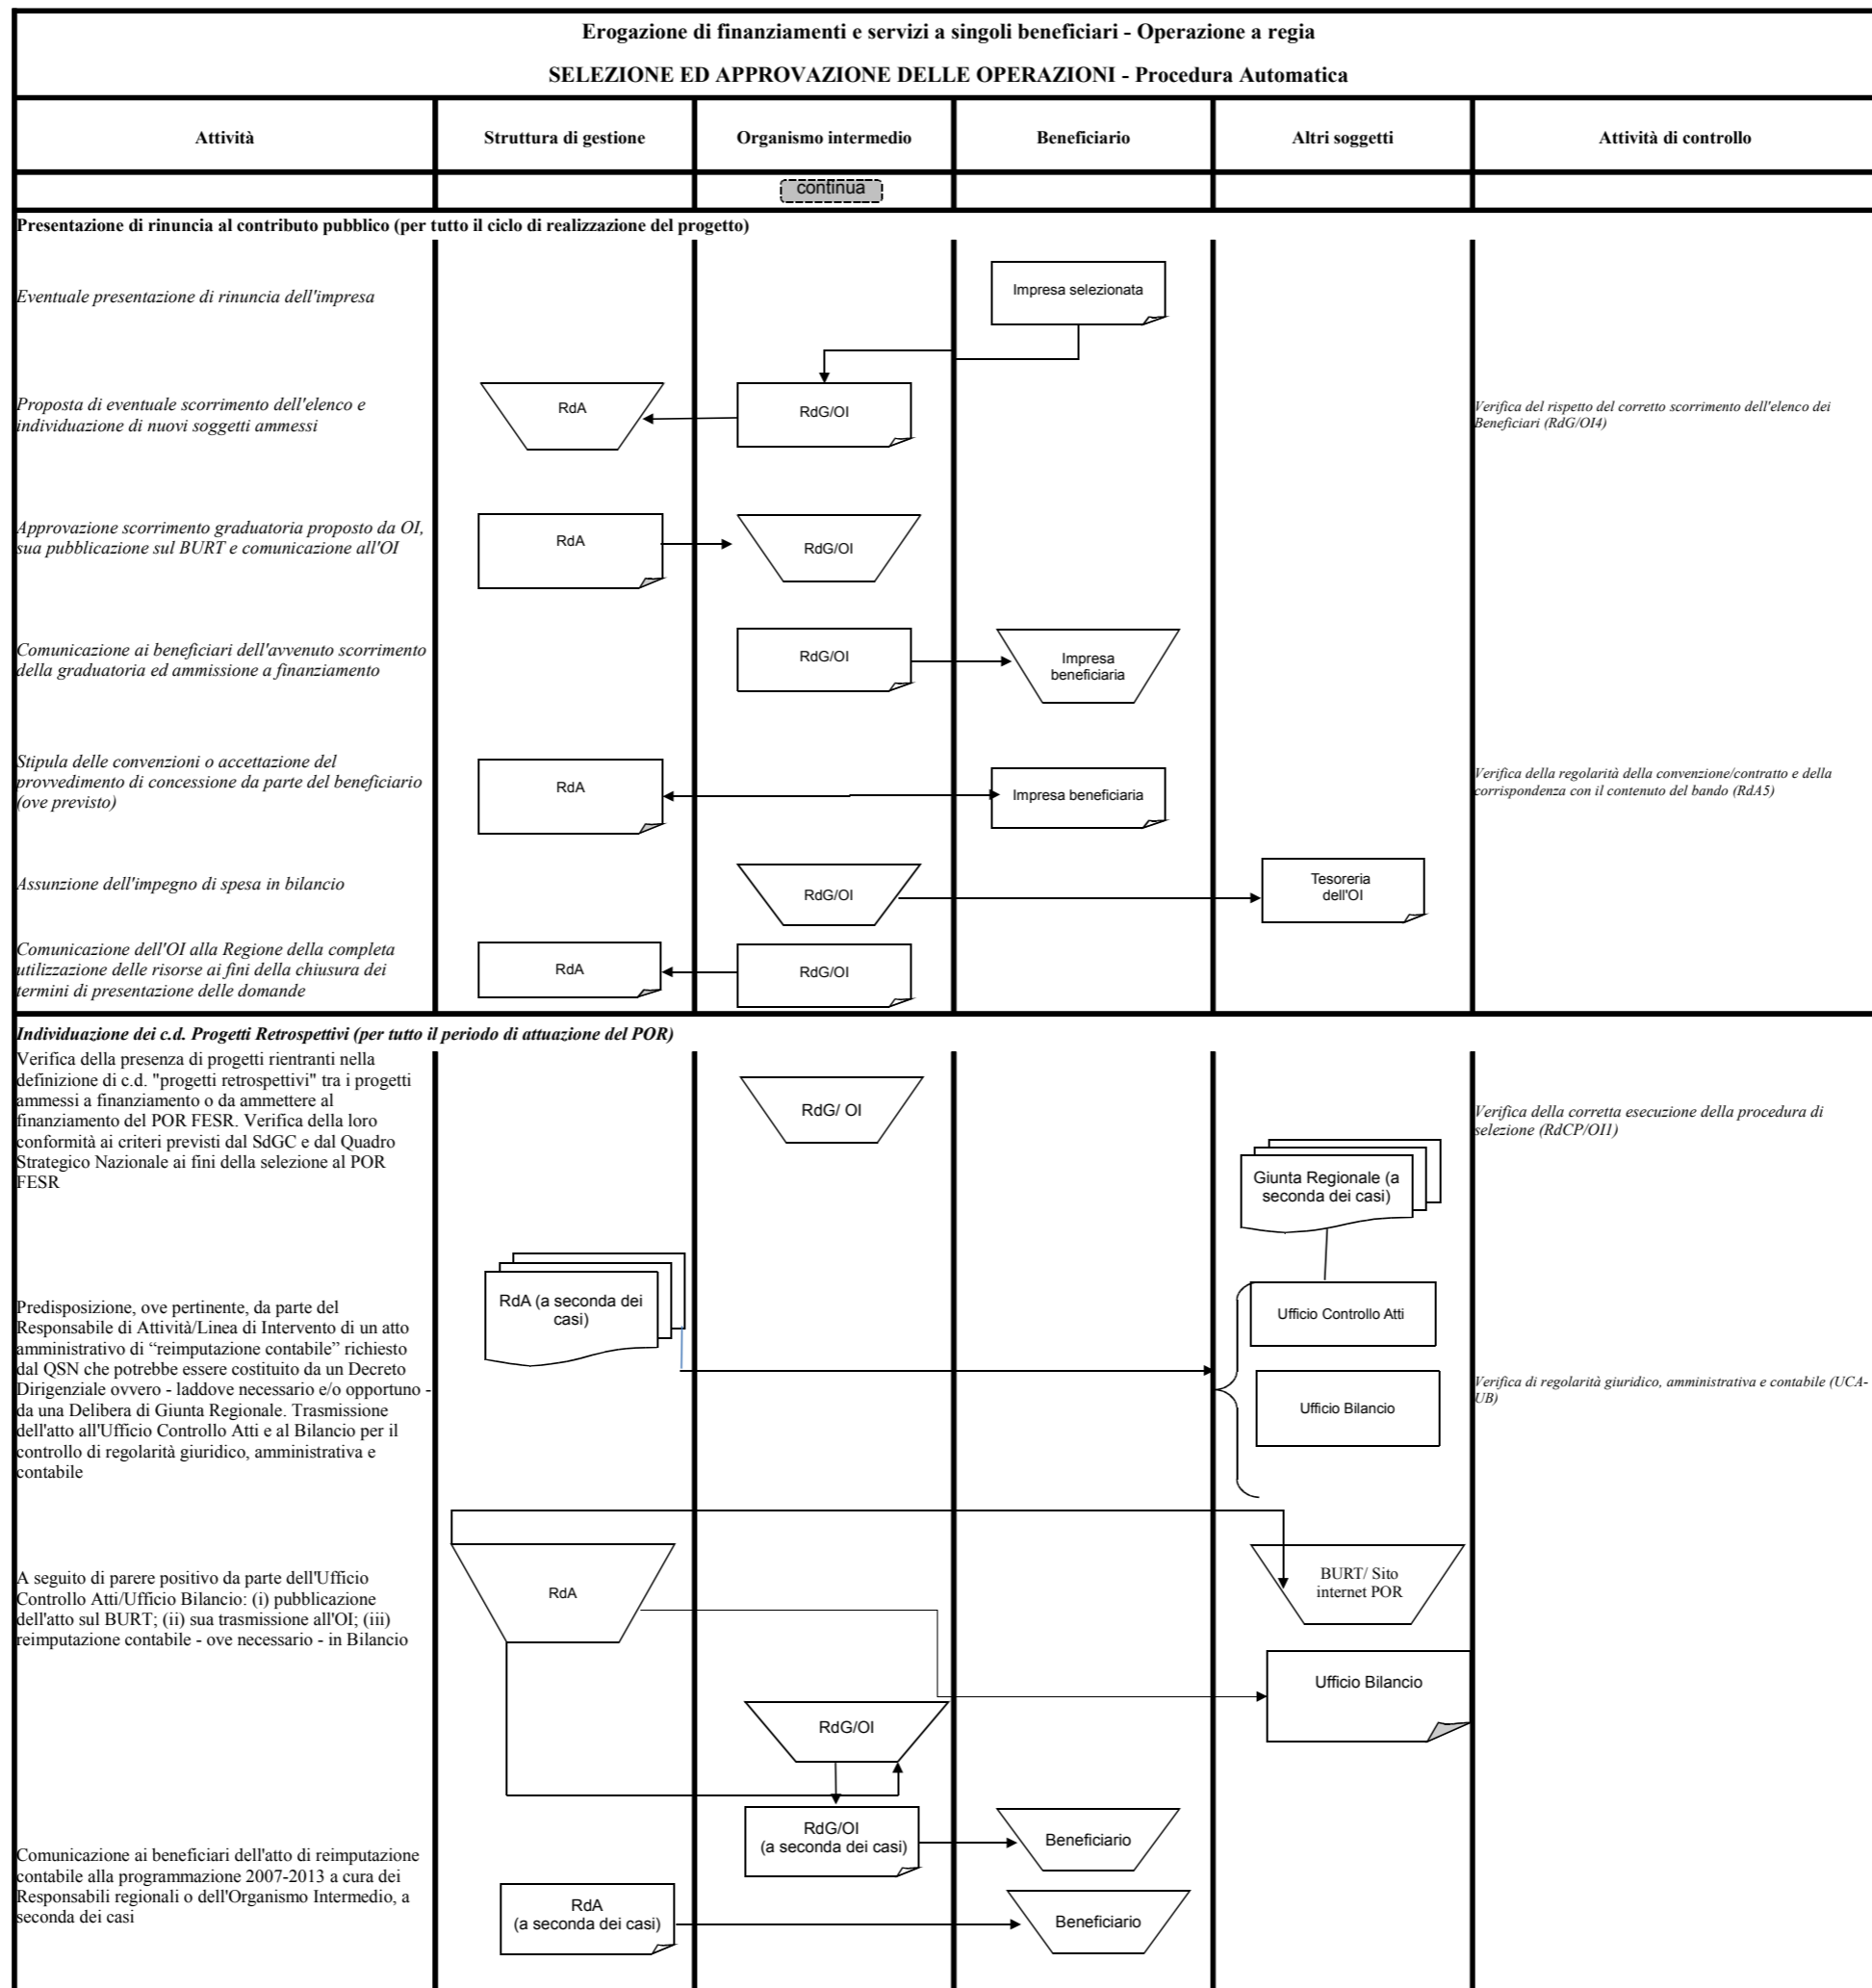 Erogazione di finanziamenti e servizi a singoli beneficiari - Operazione a regia
SELEZIONE ED APPROVAZIONE DELLE OPERAZIONI - Procedura Automatica
Attività
Struttura di gestione
Organismo intermedio
Beneficiario
Altri soggetti
Attività di controllo
continua
Presentazione di rinuncia al contributo pubblico (per tutto il ciclo di realizzazione del progetto)
Eventuale presentazione di rinuncia dell'impresa
Impresa selezionata
Proposta di eventuale scorrimento dell'elenco e
individuazione di nuovi soggetti ammessi
RdA
RdG/OI
Verifica del rispetto del corretto scorrimento dell'elenco dei
Beneficiari (RdG/OI4)
Approvazione scorrimento graduatoria proposto da OI,
sua pubblicazione sul BURT e comunicazione all'OI
RdA
RdG/OI
Comunicazione ai beneficiari dell'avvenuto scorrimento
della graduatoria ed ammissione a finanziamento
RdG/OI
Impresa
beneficiaria
Stipula delle convenzioni o accettazione del
provvedimento di concessione da parte del beneficiario
(ove previsto)
RdA
Impresa beneficiaria
Verifica della regolarità della convenzione/contratto e della
corrispondenza con il contenuto del bando (RdA5)
Assunzione dell'impegno di spesa in bilancio
RdG/OI
Tesoreria
dell'OI
Comunicazione dell'OI alla Regione della completa
utilizzazione delle risorse ai fini della chiusura dei
termini di presentazione delle domande
RdA
RdG/OI
Individuazione dei c.d. Progetti Retrospettivi (per tutto il periodo di attuazione del POR)
Verifica della presenza di progetti rientranti nella
definizione di c.d. "progetti retrospettivi" tra i progetti
ammessi a finanziamento o da ammettere al
finanziamento del POR FESR. Verifica della loro
conformità ai criteri previsti dal SdGC e dal Quadro
Strategico Nazionale ai fini della selezione al POR
FESR
RdG/ OI
Verifica della corretta esecuzione della procedura di
selezione (RdCP/OI1)
Giunta Regionale (a
seconda dei casi)
Predisposizione, ove pertinente, da parte del
Responsabile di Attività/Linea di Intervento di un atto
amministrativo di “reimputazione contabile” richiesto
dal QSN che potrebbe essere costituito da un Decreto
Dirigenziale ovvero - laddove necessario e/o opportuno -
da una Delibera di Giunta Regionale. Trasmissione
dell'atto all'Ufficio Controllo Atti e al Bilancio per il
controllo di regolarità giuridico, amministrativa e
contabile
RdA (a seconda dei
casi)
Ufficio Controllo Atti
Ufficio Bilancio
Verifica di regolarità giuridico, amministrativa e contabile (UCA-
UB)
A seguito di parere positivo da parte dell'Ufficio
Controllo Atti/Ufficio Bilancio: (i) pubblicazione
dell'atto sul BURT; (ii) sua trasmissione all'OI; (iii)
reimputazione contabile - ove necessario - in Bilancio
RdA
BURT/ Sito
internet POR
Ufficio Bilancio
RdG/OI
Comunicazione ai beneficiari dell'atto di reimputazione
contabile alla programmazione 2007-2013 a cura dei
Responsabili regionali o dell'Organismo Intermedio, a
seconda dei casi
RdG/OI
(a seconda dei casi)
Beneficiario
RdA
(a seconda dei casi)
Beneficiario